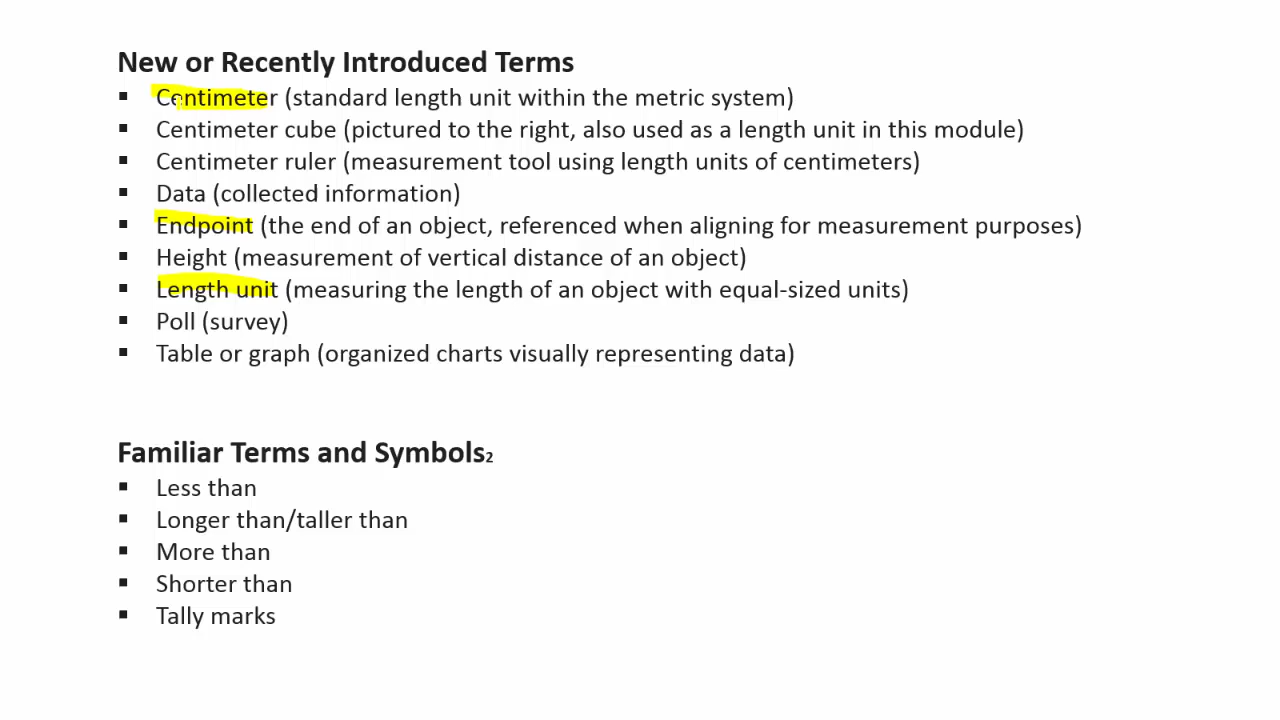 New or Recently Introduced Terms
▪ Centimeter (standard length unit within the metric system)
▪ Centimeter cube (pictured to the right, also used as a length unit in this module)
▪ Centimeter ruler (measurement tool using length units of centimeters)
▪ Data (collected information)
▪ Endpoint (the end of an object, referenced when aligning for measurement purposes)
▪ Height (measurement of vertical distance of an object)
▪ Length unit (measuring the length of an object with equal-sized units)
▪ Poll (survey)
▪ Table or graph (organized charts visually representing data)
Familiar Terms and Symbols2
▪ Less than
▪ Longer than/taller than
▪ More than
▪ Shorter than
▪ Tally marks